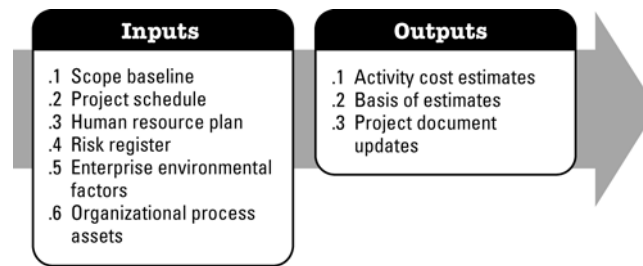 Inputs
.1 Scope baseline
.2 Project schedule
.3 Human resource plan
.4 Risk register
.5 Enterprise environmental
factors
.6 Organizational process
assets
Outputs
.1 Activity cost estimates
.2 Basis of estimates
.3 Project document
updates